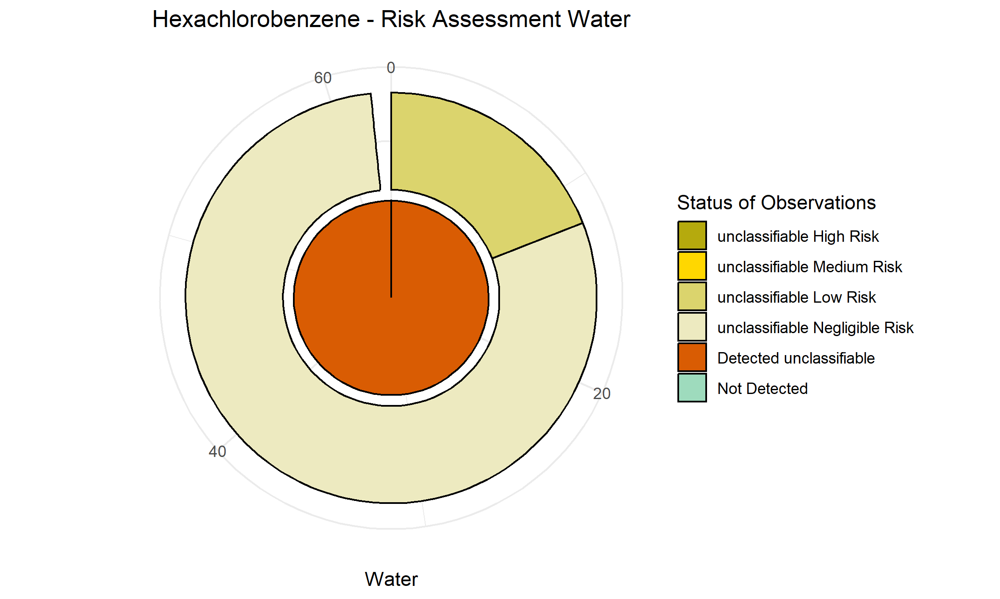 Hexachlorobenzene - Risk Assessment Water
0
60
20
40
Water
Status of Observations
unclassifiable High Risk
unclassifiable Medium Risk
unclassifiable Low Risk
unclassifiable Negligible Risk
Detected unclassifiable
Not Detected